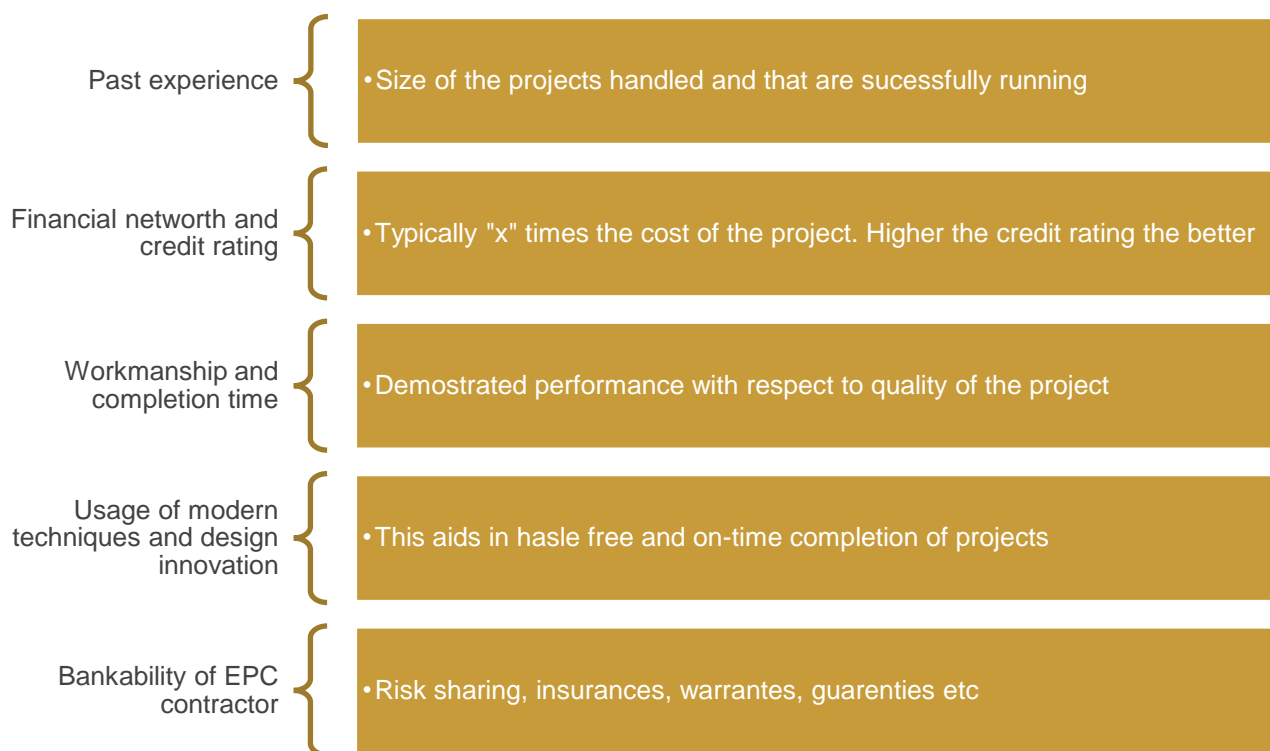 Past experience
•Size of the projects handled and that are sucessfully running
Financial networth and
credit rating
•Typically "x" times the cost of the project. Higher the credit rating the better
Workmanship and
completion time
•Demostrated performance with respect to quality of the project
Usage of modern
techniques and design
innovation
•This aids in hasle free and on-time completion of projects
Bankability of EPC
contractor
•Risk sharing, insurances, warrantes, guarenties etc